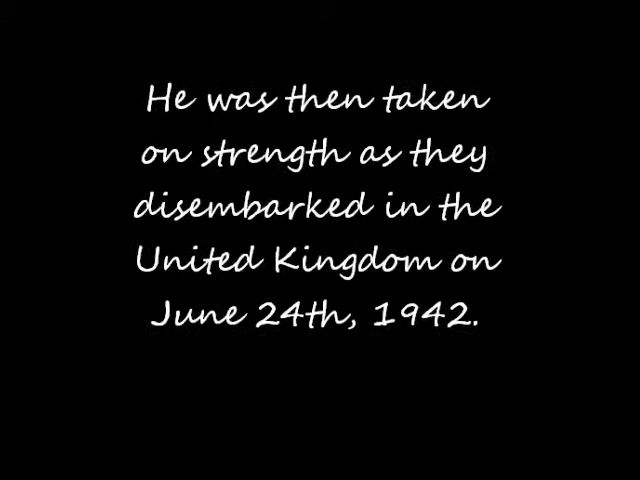 He was then taken
on strength as they
disembarked in the
United Kingdom on
June 24th, 1942.